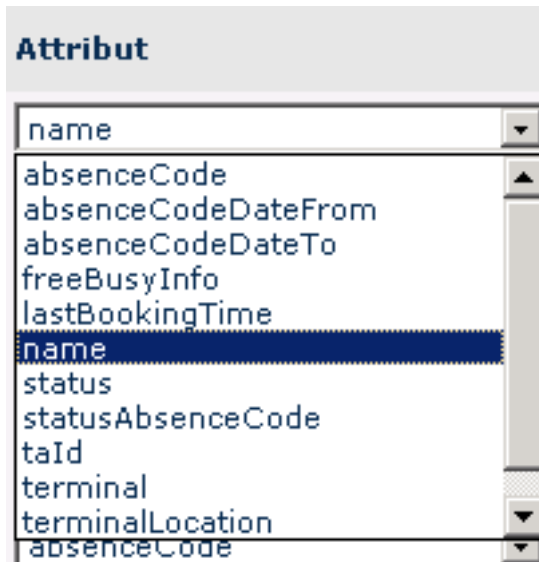 Attribut
name
absenceCode
absenceCodeDateFrom
absenceCodeDateTo
freeBusyInfo
lastBookingTime
name
status
statusAbsenceCode
taId
terminal
terminalLocation
absenceCode